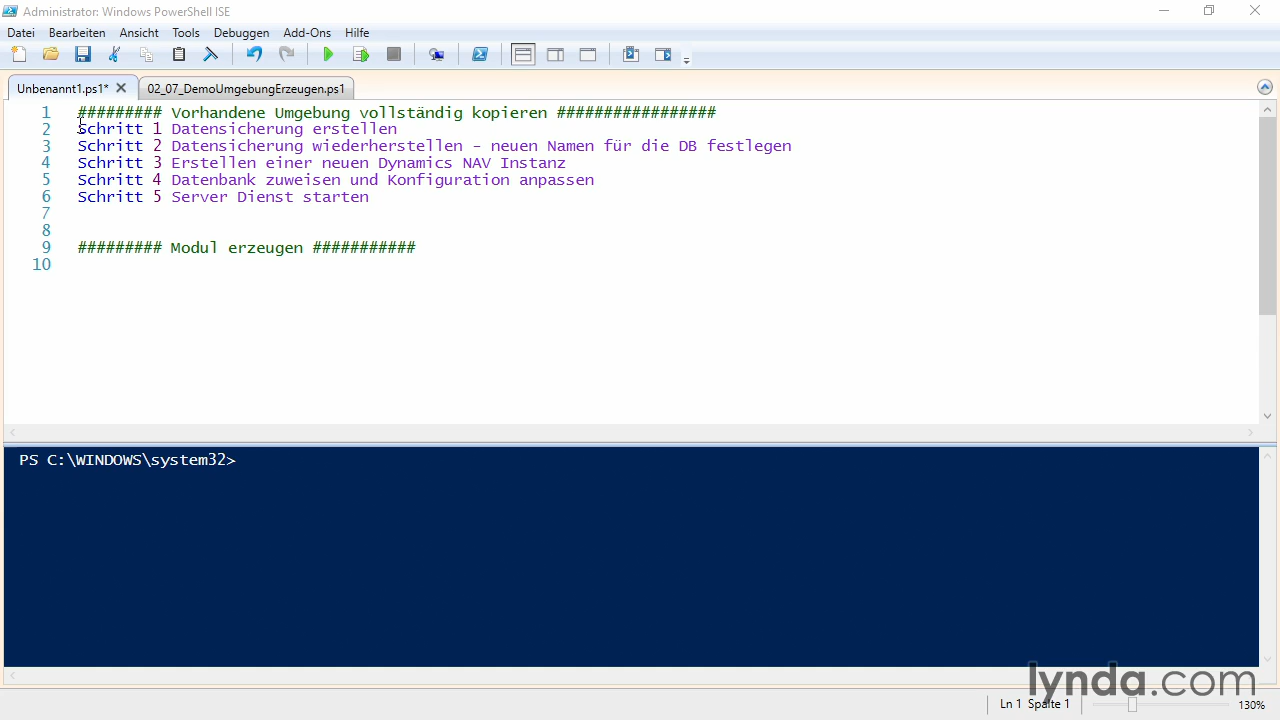 Administrator: Windows PowerShell ISE
Datei Bearbeiten Ansicht Tools Debuggen Add-Ons Hilfe
Unbenannt1.ps1* 02_07_DemoUmgebungErzeugen.ps1
1 ######### Vorhandene Umgebung vollständig kopieren #################
2 Schritt 1 Datensicherung erstellen
3 Schritt 2 Datensicherung wiederherstellen - neuen Namen für die DB festlegen
4 Schritt 3 Erstellen einer neuen Dynamics NAV Instanz
5 Schritt 4 Datenbank zuweisen und Konfiguration anpassen
6 Schritt 5 Server Dienst starten
7
8
9 ######### Modul erzeugen ###########
10
PS C:\WINDOWS\system32>
lynda.com
Ln 1 Spalte 1 130%